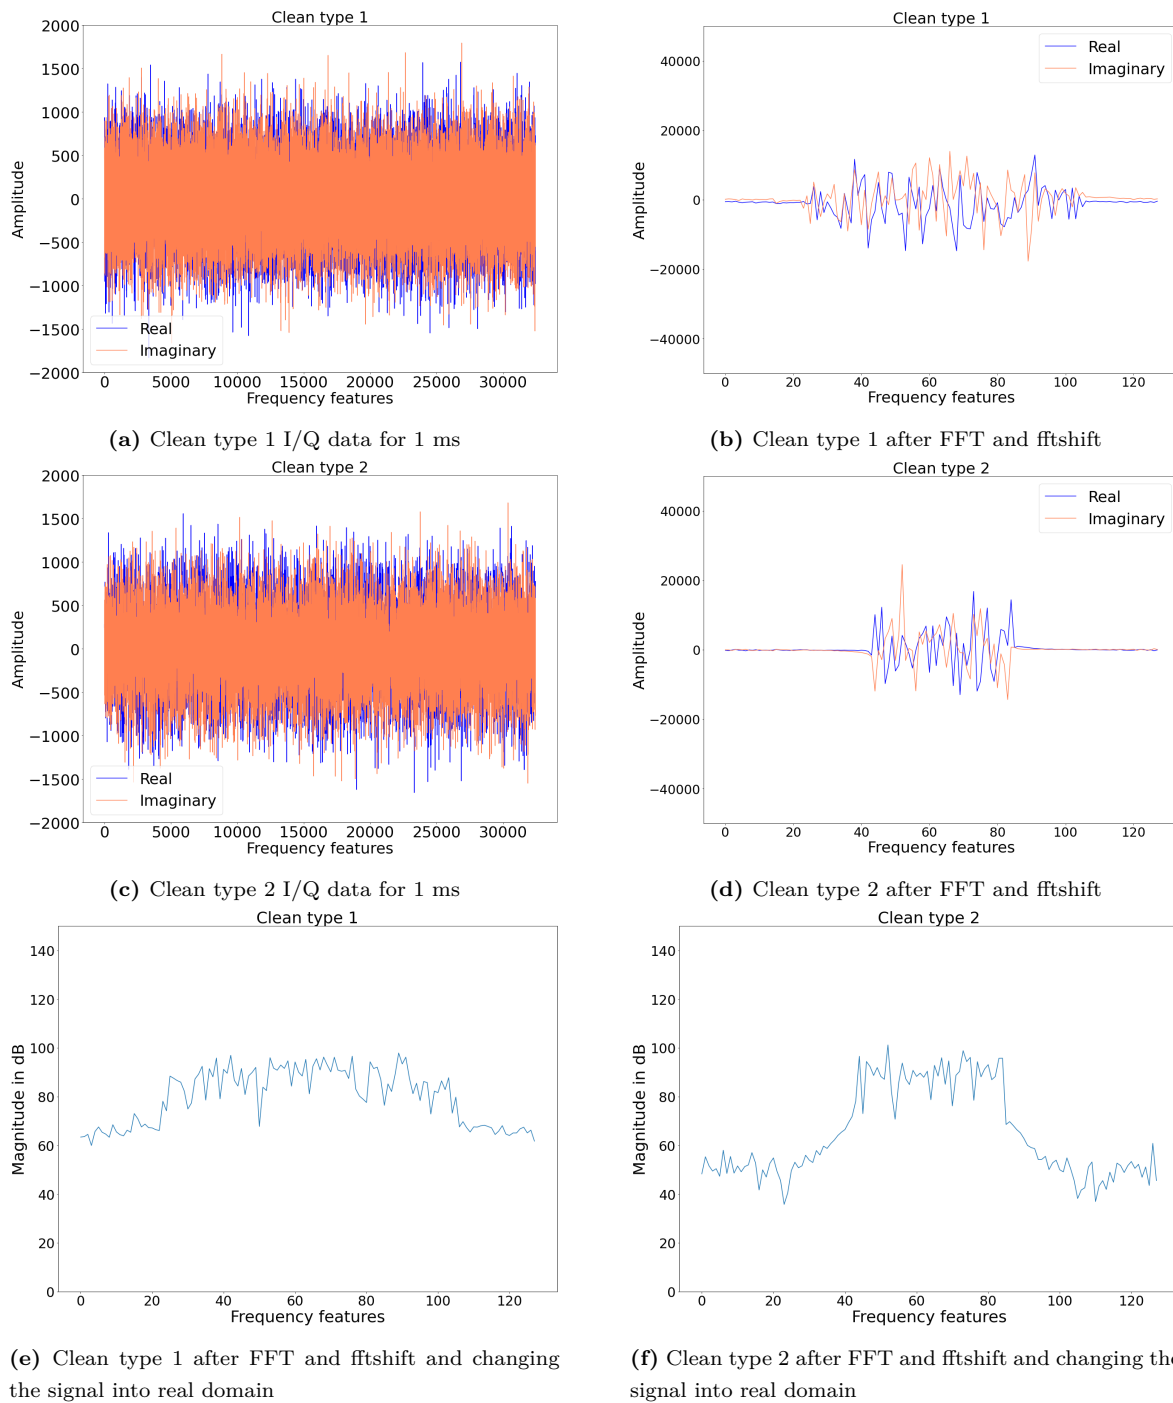 Clean type 1
2000
1500
1000
500
0
−500
−1000
−1500
−2000
Amplitude
Real
Imaginary
0 5000 10000 15000 20000 25000 30000
Frequency features
(a) Clean type 1 I/Q data for 1 ms
Clean type 1
40000
20000
0
−20000
−40000
Amplitude
Real
Imaginary
0 20 40 60 80 100 120
Frequency features
(b) Clean type 1 after FFT and fftshift
Clean type 2
2000
1500
1000
500
0
−500
−1000
−1500
−2000
Amplitude
Real
Imaginary
0 5000 10000 15000 20000 25000 30000
Frequency features
(c) Clean type 2 I/Q data for 1 ms
Clean type 2
40000
20000
0
−20000
−40000
Amplitude
Real
Imaginary
0 20 40 60 80 100 120
Frequency features
(d) Clean type 2 after FFT and fftshift
Clean type 1
140
120
100
80
60
40
20
0
Magnitude in dB
0 20 40 60 80 100 120
Frequency features
(e) Clean type 1 after FFT and fftshift and changing
the signal into real domain
Clean type 2
140
120
100
80
60
40
20
0
Magnitude in dB
0 20 40 60 80 100 120
Frequency features
(f) Clean type 2 after FFT and fftshift and changing the
signal into real domain